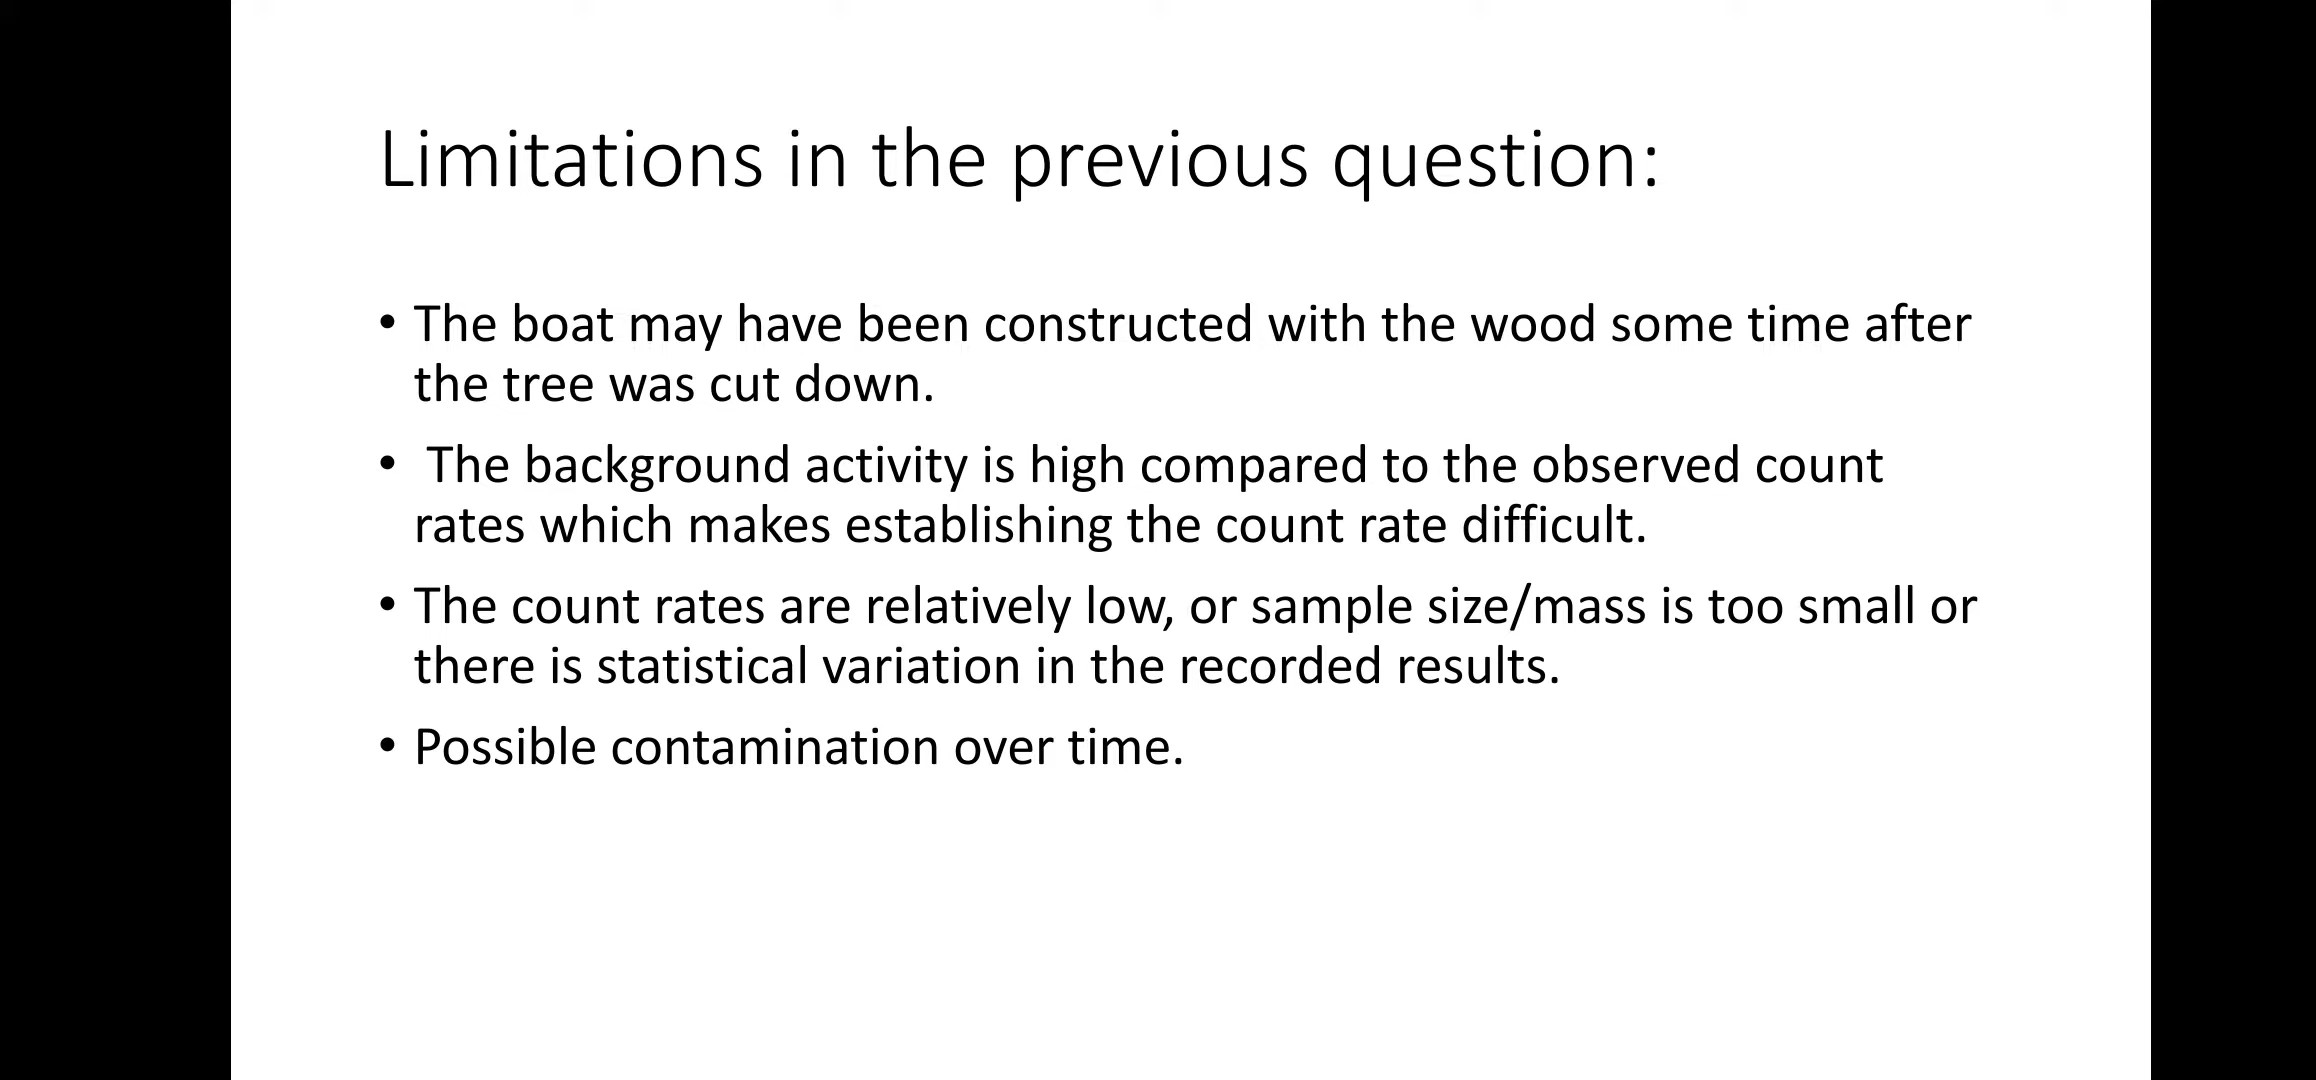 Limitations in the previous question:
• The boat may have been constructed with the wood some time after
the tree was cut down.
• The background activity is high compared to the observed count
rates which makes establishing the count rate difficult.
• The count rates are relatively low, or sample size/mass is too small or
there is statistical variation in the recorded results.
• Possible contamination over time.